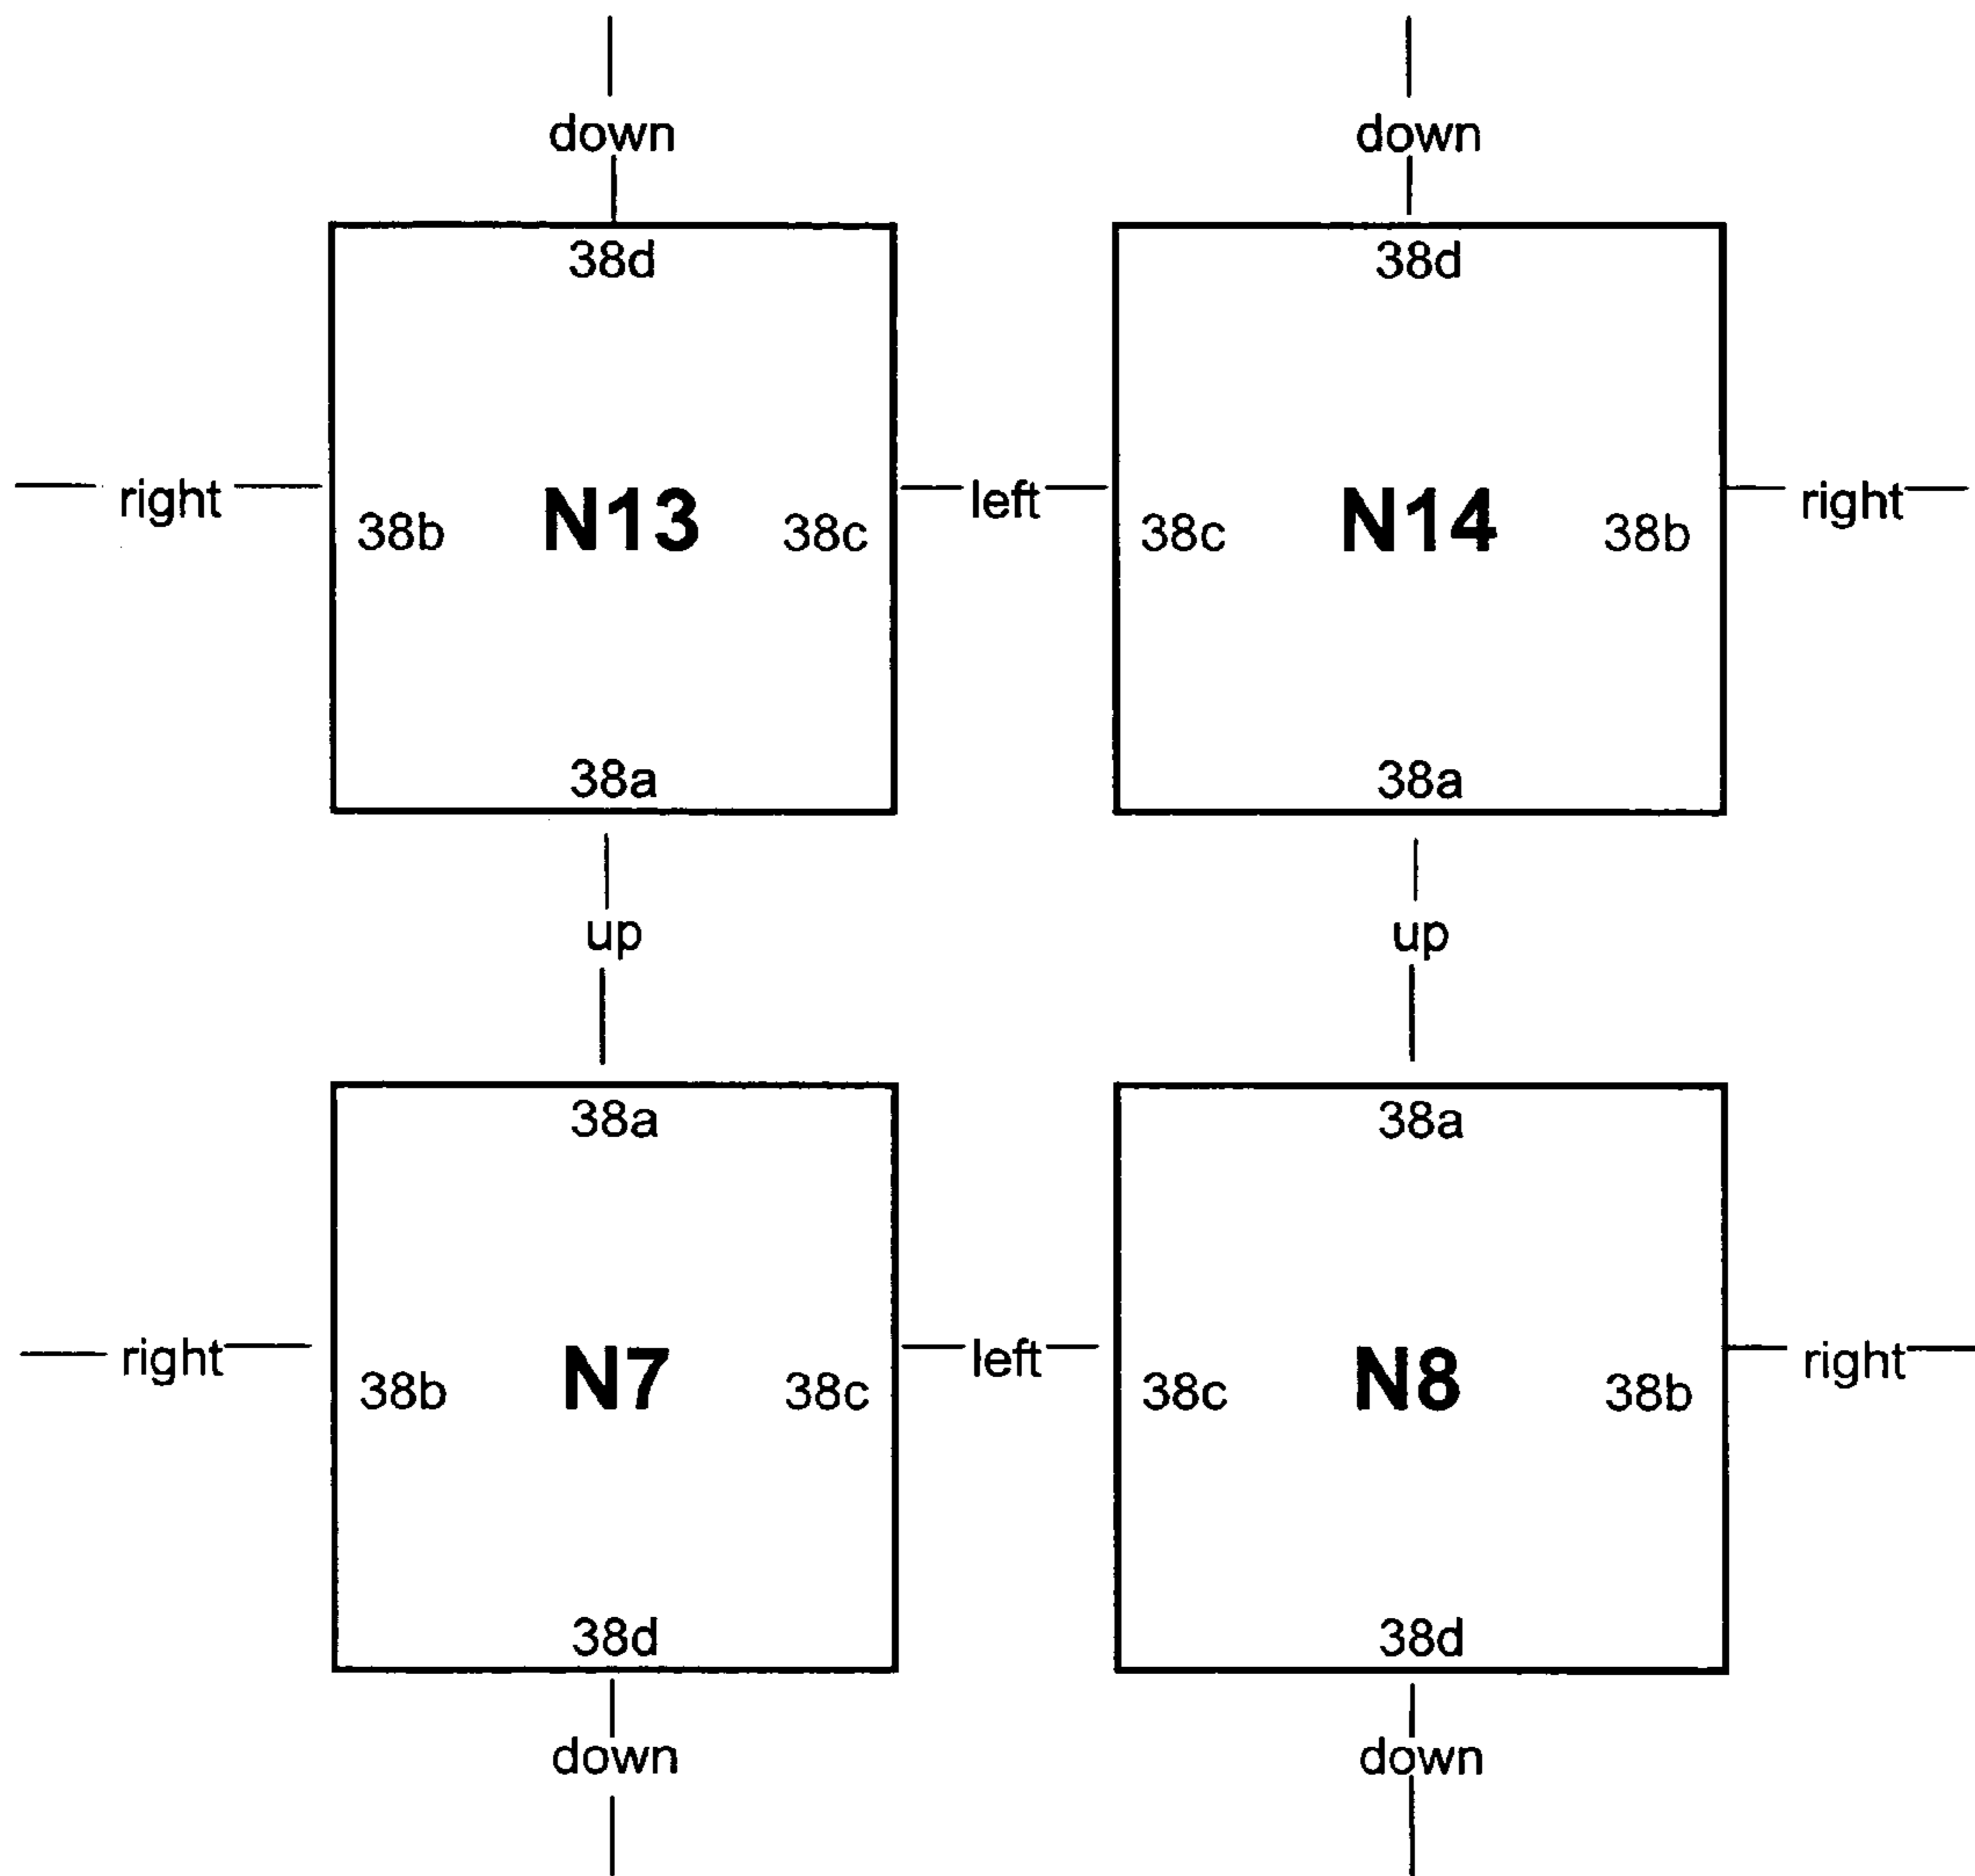 down down
38d 38d
right 38b N13 38c left 38c N14 38b right
38a 38a
up up
38a 38a
right 38b N7 38c left 38c N8 38b right
38d 38d
down down